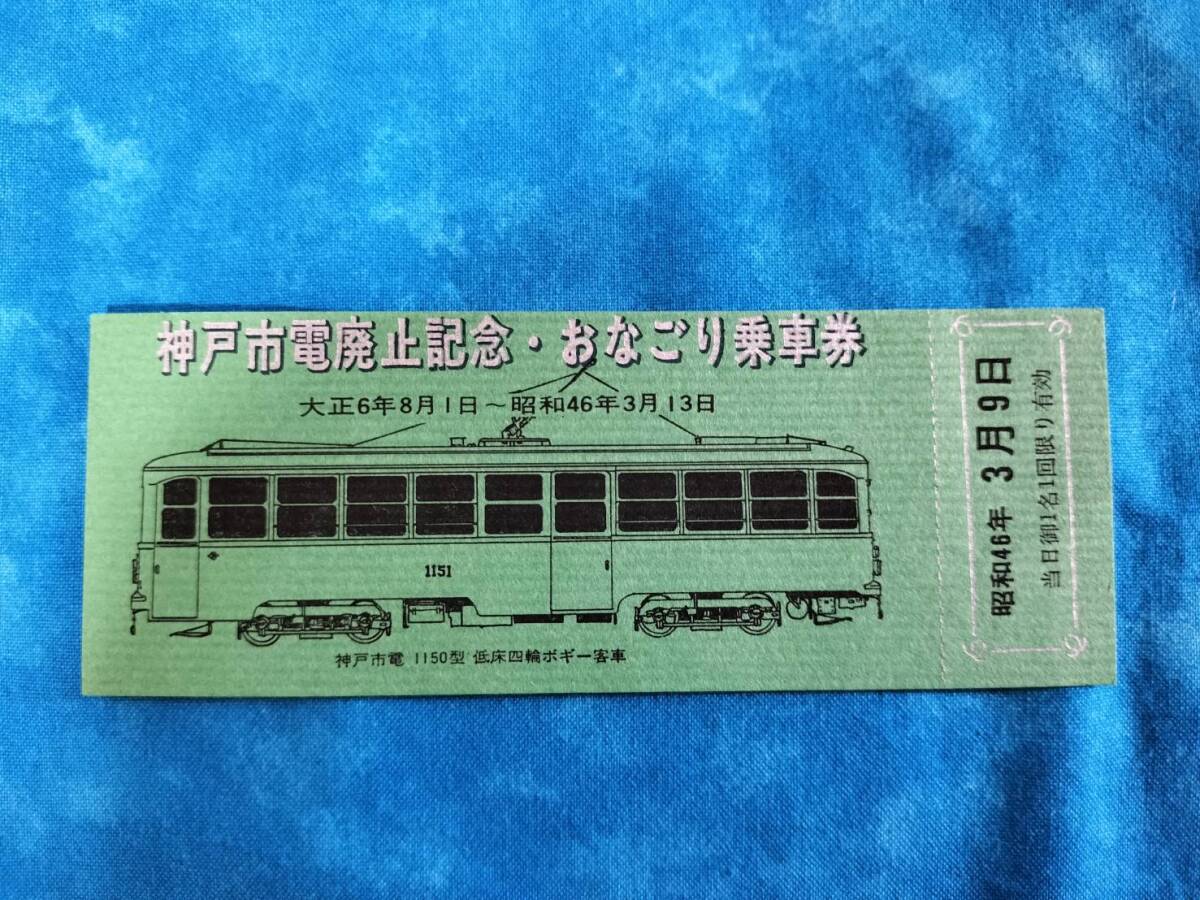 神戸市電廃止記念・おなごり乗車券
大正6年8月1日～昭和46年3月13日
1151
神戸市電 1150型 低床四輪ボギー客車
昭和46年 3月9日
当日御1名1回限り有効